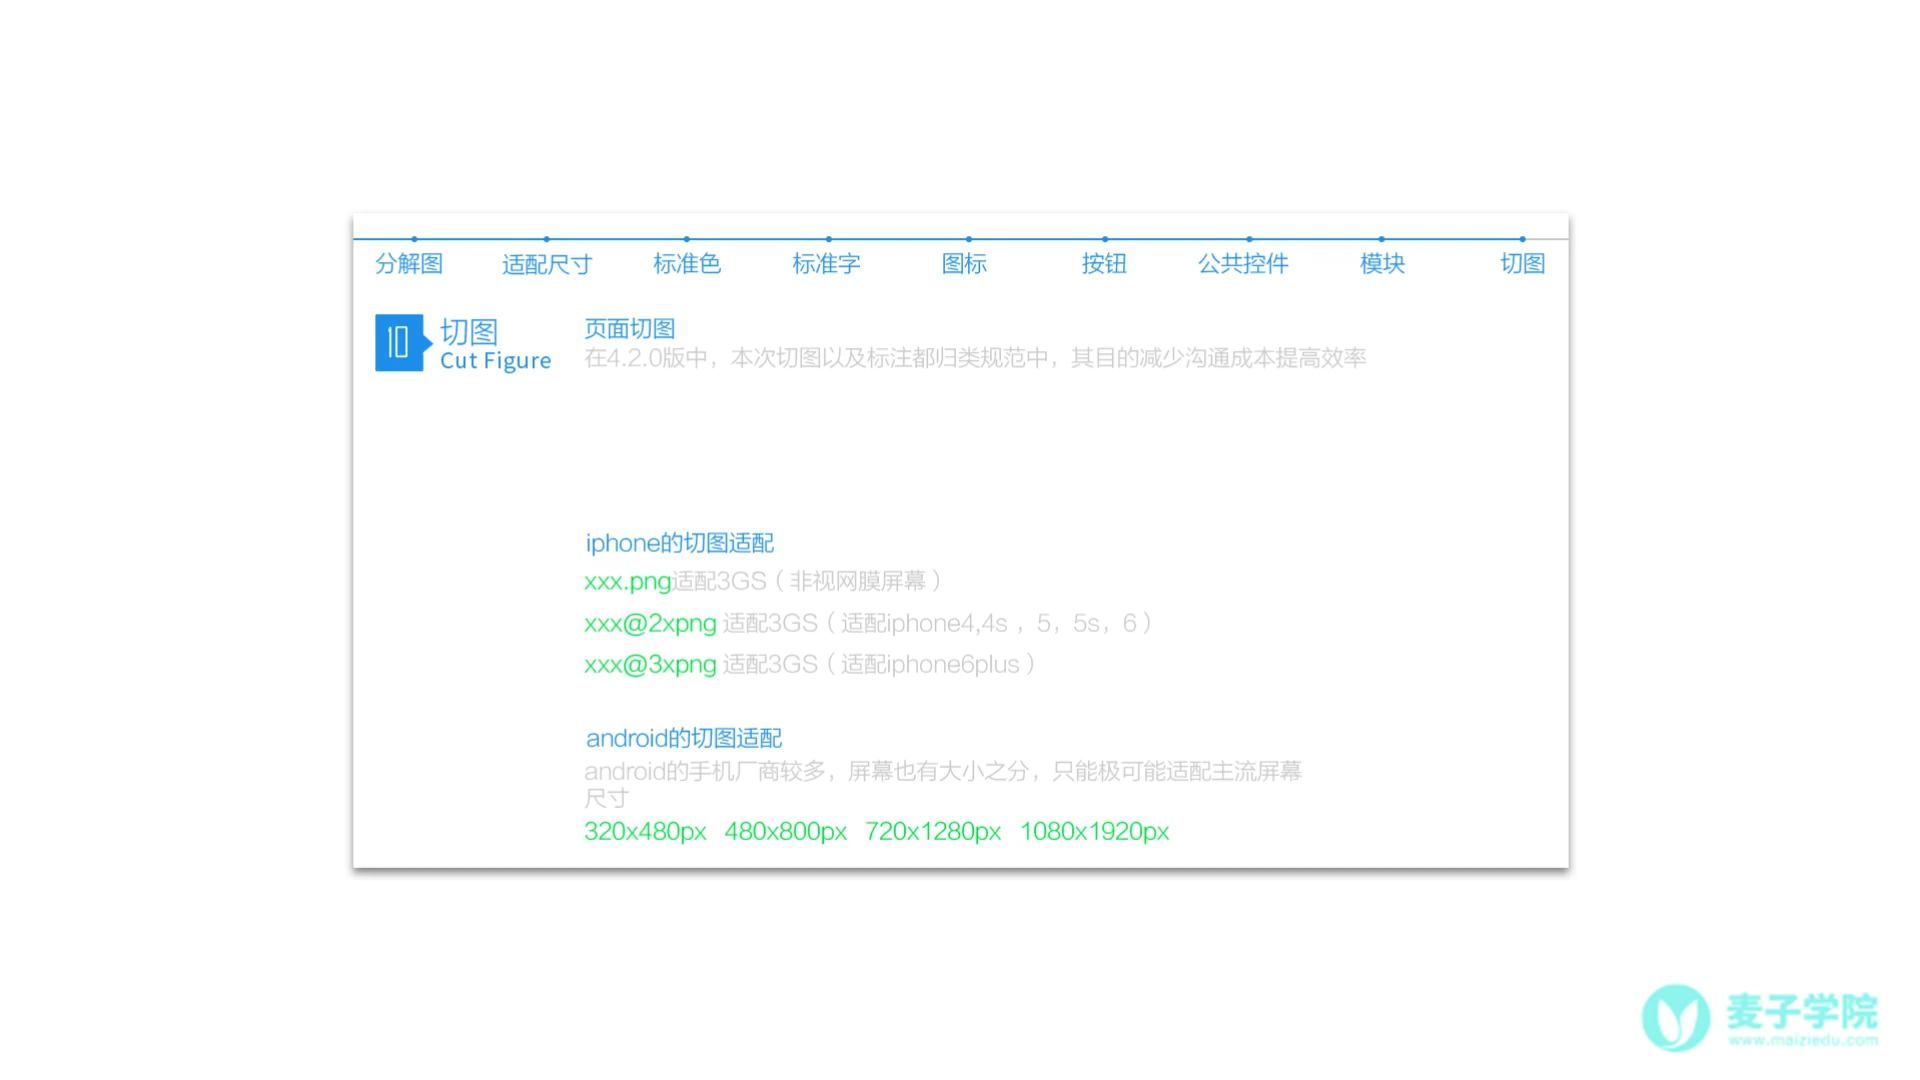 分解图 适配尺寸 标准色 标准字 图标 按钮 公共控件 模块 切图
10 切图
Cut Figure
页面切图
在4.2.0版中，本次切图以及标注都归类规范中，其目的减少沟通成本提高效率
iphone的切图适配
xxx.png适配3GS（非视网膜屏幕）
xxx@2xpng 适配3GS（适配iphone4,4s，5，5s，6）
xxx@3xpng 适配3GS（适配iphone6plus）
android的切图适配
android的手机厂商较多，屏幕也有大小之分，只能极可能适配主流屏幕
尺寸
320x480px 480x800px 720x1280px 1080x1920px
麦子学院
www.maiziedu.com